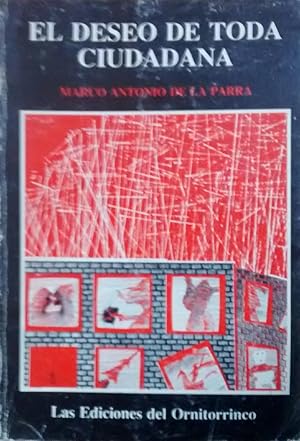 EL DESEO DE TODA
CIUDADANA
MARCO ANTONIO DE LA PARRA
Las Ediciones del Ornitorrinco